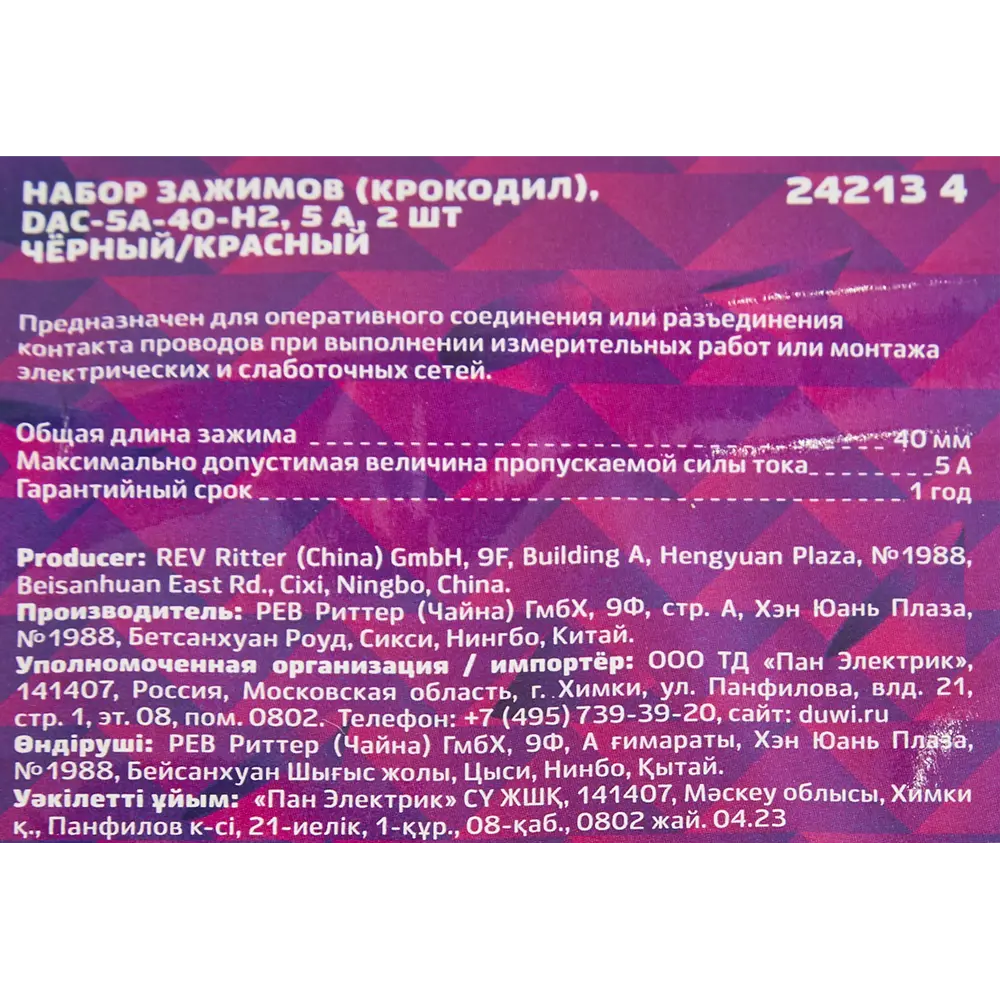 НАБОР ЗАЖИМОВ (КРОКОДИЛ), 24213 4
DAC-5A-40-H2, 5 А, 2 ШТ
ЧЁРНЫЙ/КРАСНЫЙ
Предназначен для оперативного соединения или разъединения
контакта проводов при выполнении измерительных работ или монтажа
электрических и слаботочных сетей.
Общая длина зажима 40 мм
Максимально допустимая величина пропускаемой силы тока 5 А
Гарантийный срок 1 год
Producer: REV Ritter (China) GmbH, 9F, Building A, Hengyuan Plaza, №1988,
Beisanhuan East Rd., Cixi, Ningbo, China.
Производитель: РЕВ Риттер (Чайна) ГмбХ, 9Ф, стр. А, Хэн Юань Плаза,
№1988, Бетсанхуан Роуд, Сикси, Нингбо, Китай.
Уполномоченная организация / импортёр: ООО ТД «Пан Электрик»,
141407, Россия, Московская область, г. Химки, ул. Панфилова, влд. 21,
стр. 1, эт. 08, пом. 0802. Телефон: +7 (495) 739-39-20, сайт: duwi.ru
Өндіруші: РЕВ Риттер (Чайна) ГмбХ, 9Ф, А ғимараты, Хэн Юань Плаза,
№1988, Бейсанхуан Шығыс жолы, Цыси, Нинбо, Қытай.
Уәкілетті ұйым: «Пан Электрик» СҮ ЖШҚ, 141407, Мәскеу облысы, Химки
қ., Панфилов к-сі, 21-иелік, 1-құр., 08-қаб., 0802 жай. 04.23